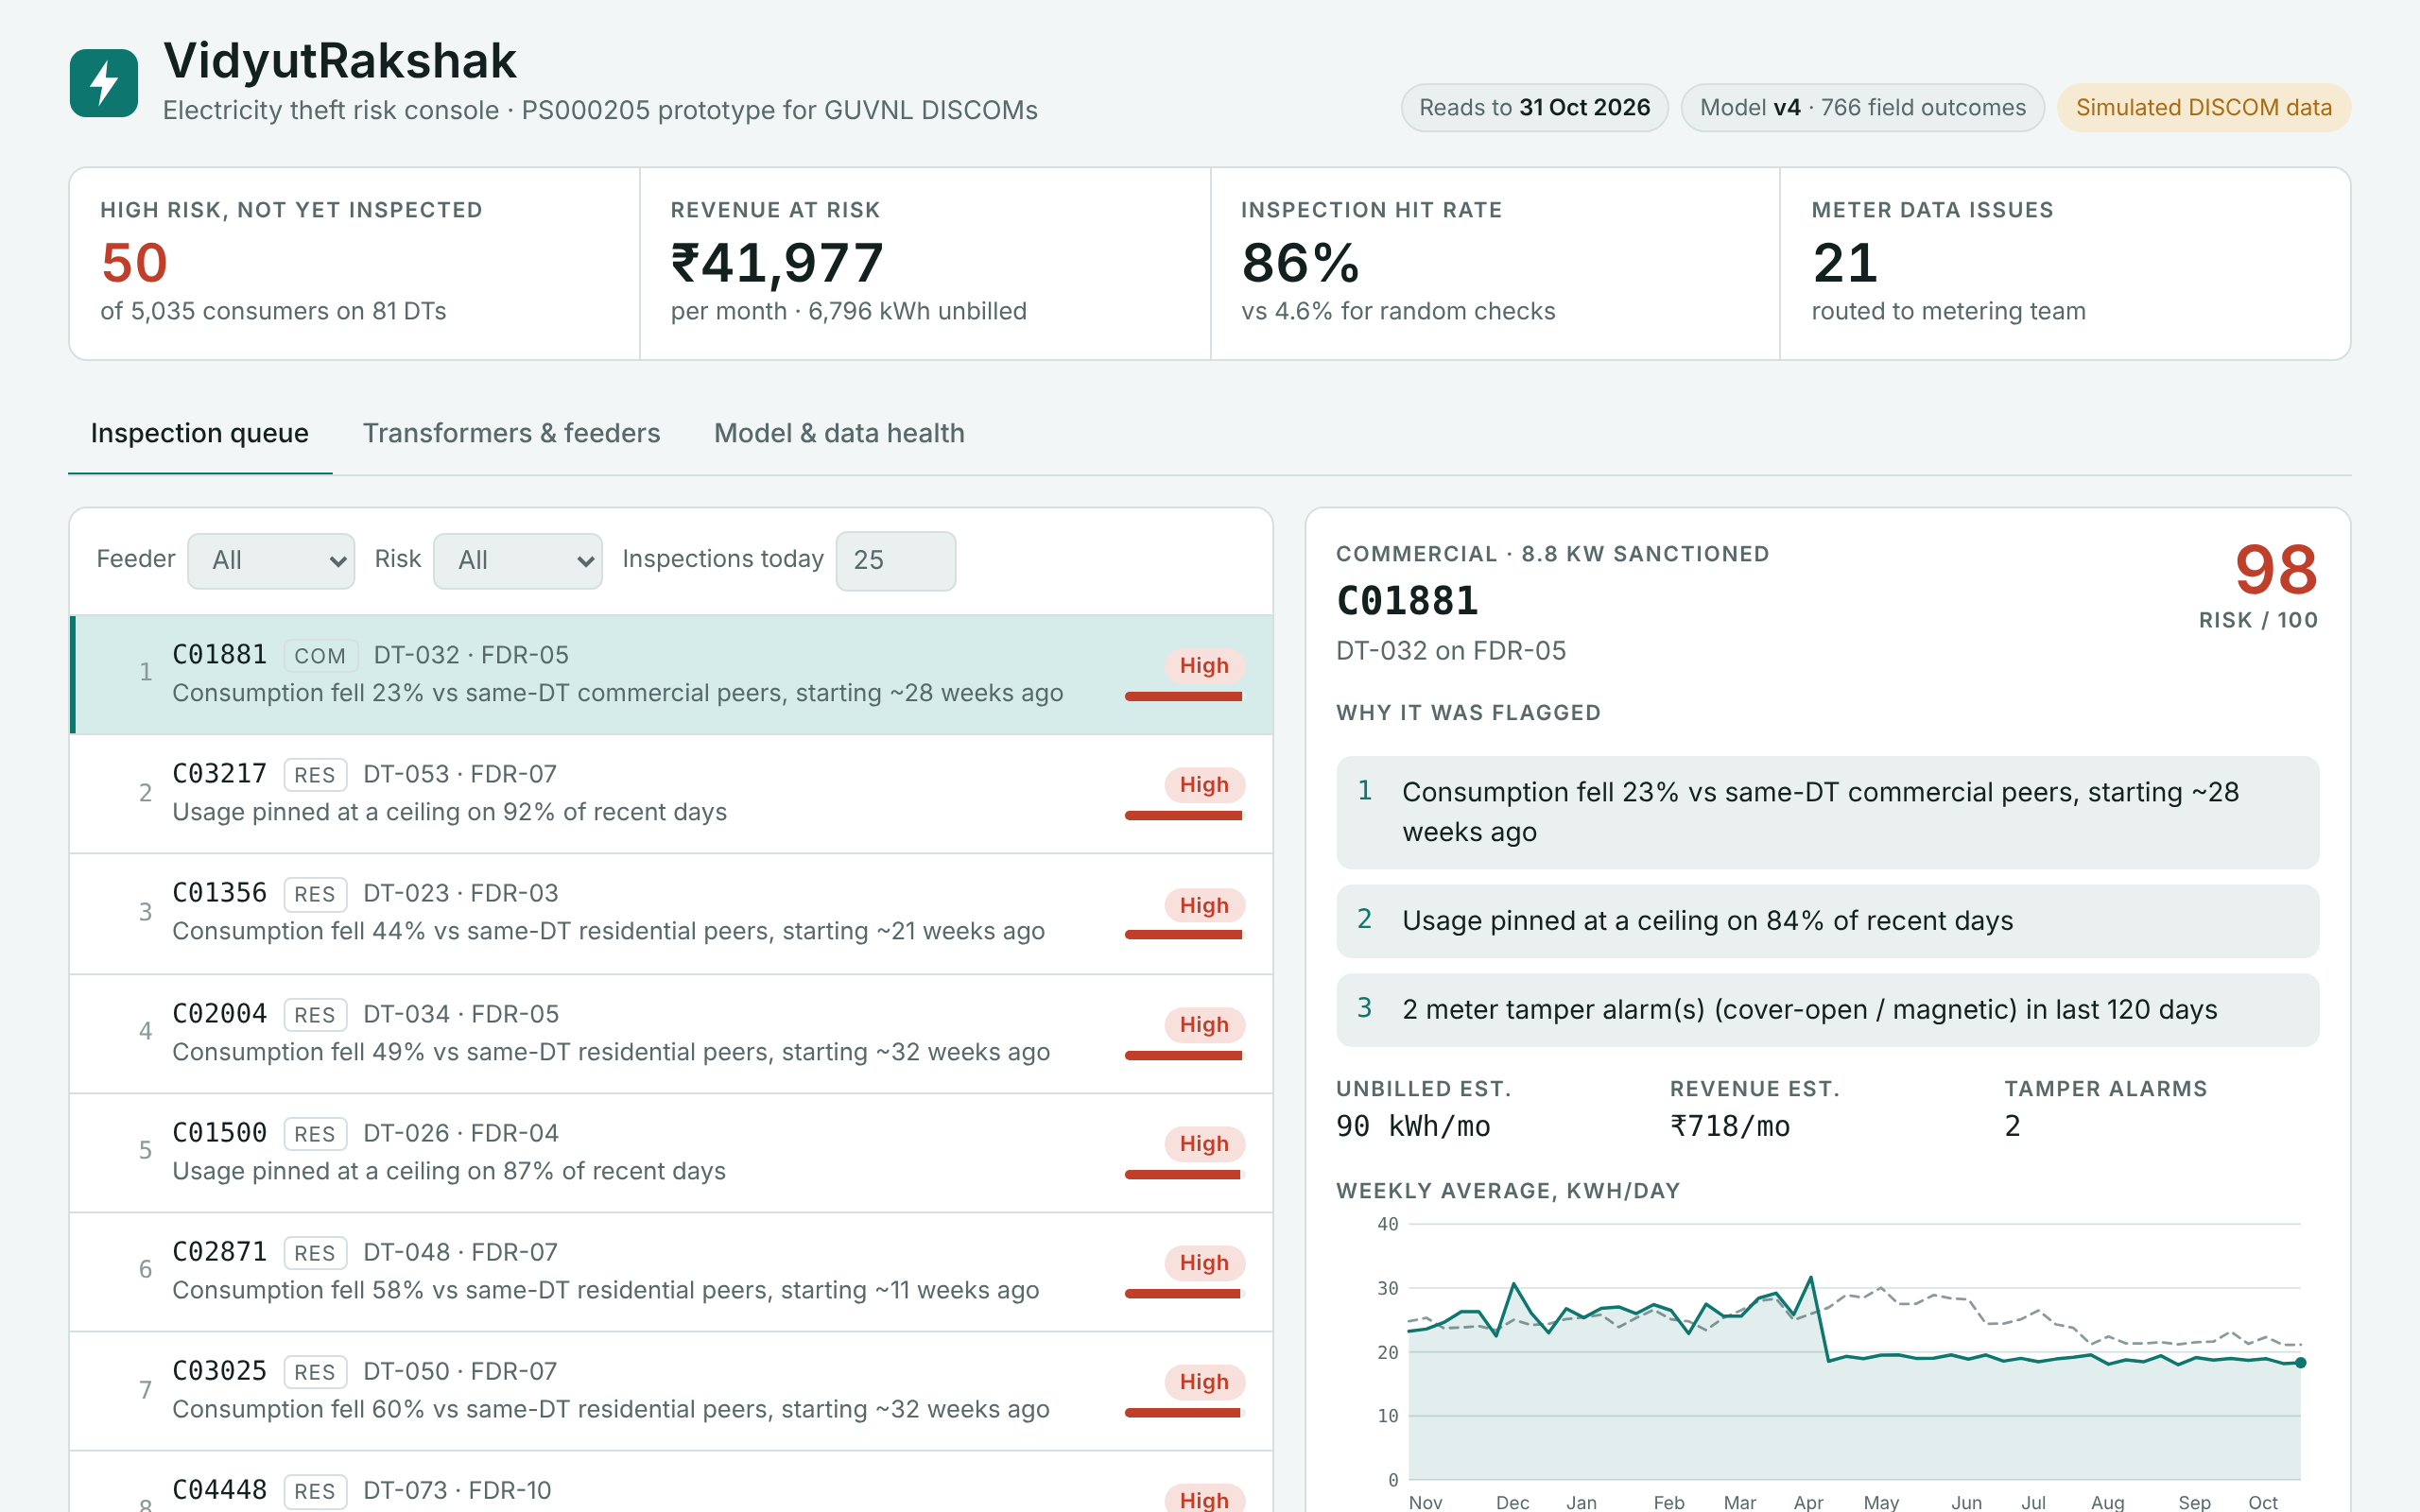 VidyutRakshak
Electricity theft risk console · PS000205 prototype for GUVNL DISCOMs
Reads to 31 Oct 2026
Model v4 · 766 field outcomes
Simulated DISCOM data
HIGH RISK, NOT YET INSPECTED
50
of 5,035 consumers on 81 DTs
REVENUE AT RISK
₹41,977
per month · 6,796 kWh unbilled
INSPECTION HIT RATE
86%
vs 4.6% for random checks
METER DATA ISSUES
21
routed to metering team
Inspection queue
Transformers & feeders
Model & data health
Feeder All Risk All Inspections today 25
1 C01881 COM DT-032 · FDR-05 High
Consumption fell 23% vs same-DT commercial peers, starting ~28 weeks ago
2 C03217 RES DT-053 · FDR-07 High
Usage pinned at a ceiling on 92% of recent days
3 C01356 RES DT-023 · FDR-03 High
Consumption fell 44% vs same-DT residential peers, starting ~21 weeks ago
4 C02004 RES DT-034 · FDR-05 High
Consumption fell 49% vs same-DT residential peers, starting ~32 weeks ago
5 C01500 RES DT-026 · FDR-04 High
Usage pinned at a ceiling on 87% of recent days
6 C02871 RES DT-048 · FDR-07 High
Consumption fell 58% vs same-DT residential peers, starting ~11 weeks ago
7 C03025 RES DT-050 · FDR-07 High
Consumption fell 60% vs same-DT residential peers, starting ~32 weeks ago
8 C04448 RES DT-073 · FDR-10 High
COMMERCIAL · 8.8 KW SANCTIONED
C01881
DT-032 on FDR-05
98
RISK / 100
WHY IT WAS FLAGGED
1 Consumption fell 23% vs same-DT commercial peers, starting ~28
weeks ago
2 Usage pinned at a ceiling on 84% of recent days
3 2 meter tamper alarm(s) (cover-open / magnetic) in last 120 days
UNBILLED EST.
90 kWh/mo
REVENUE EST.
₹718/mo
TAMPER ALARMS
2
WEEKLY AVERAGE, KWH/DAY
40
30
20
10
0
Nov Dec Jan Feb Mar Apr May Jun Jul Aug Sep Oct